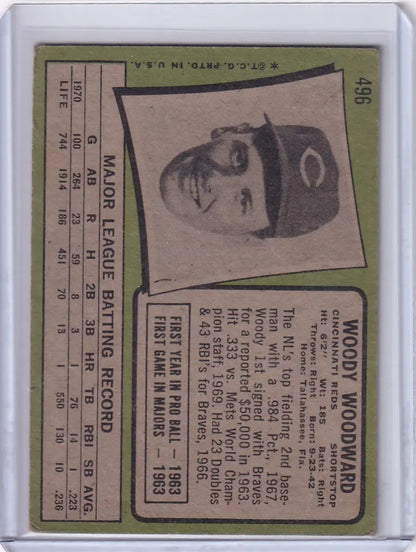 496
WOODY WOODWARD
CINCINNATI REDS SHORTSTOP
Ht: 6'2" Wt: 185 Bats: Right
Throws: Right Born: 9-23-42
Home: Tallahassee, Fla.
The NL's top fielding 2nd base-
man with a .984 Pct., 1967,
Woody 1st signed with Braves
for a reported $50,000 in 1963.
Hit .333 vs. Mets World Cham-
pion staff, 1969. Had 23 Doubles
& 43 RBI's for Braves, 1966.
FIRST YEAR IN PRO BALL — 1963
FIRST GAME IN MAJORS — 1963
C
*©T.C.G. PRTD. IN U.S.A.
MAJOR LEAGUE BATTING RECORD
G AB R H 2B 3B HR TB RBI SB AVG.
1970 100 264 23 59 8 3 1 76 14 1 .223
LIFE 744 1914 186 451 70 13 1 550 130 10 .236